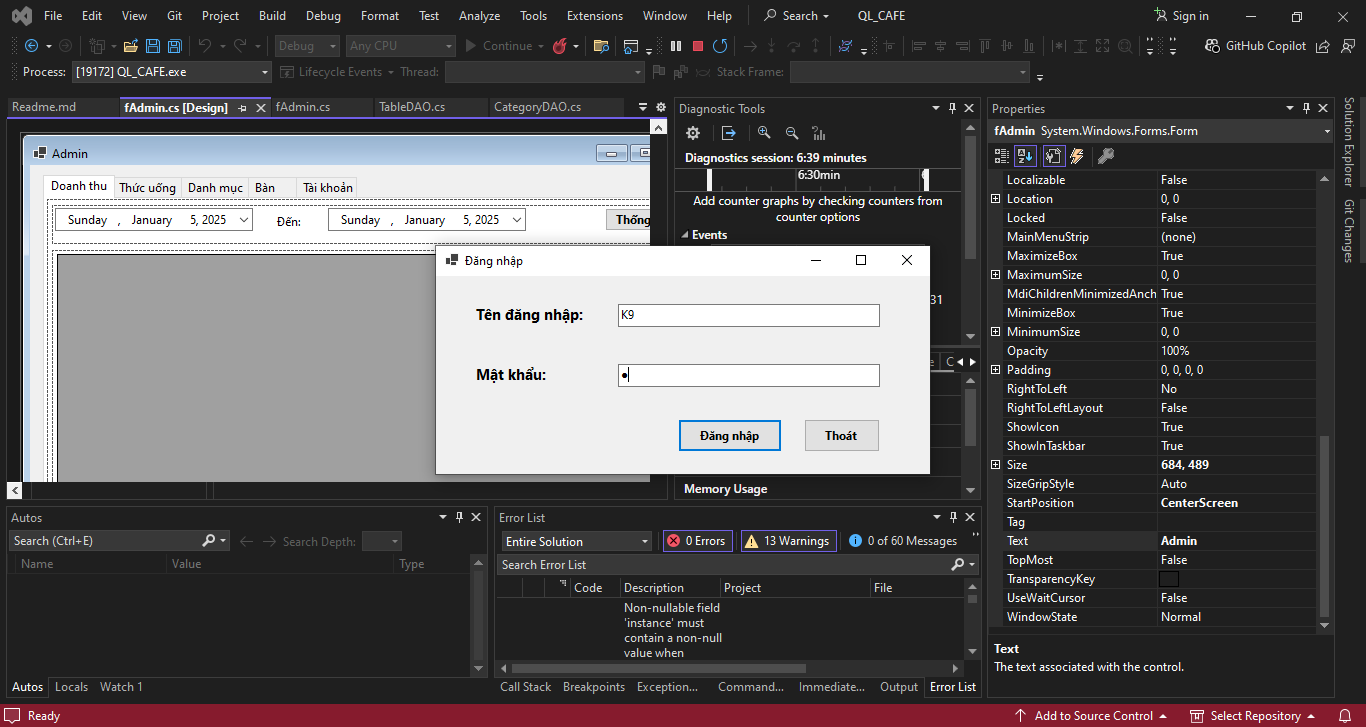 File Edit View Git Project Build Debug Format Test Analyze Tools Extensions Window Help Search QL_CAFE Sign in
Debug Any CPU Continue GitHub Copilot
Process: [19172] QL_CAFE.exe Lifecycle Events Thread: Stack Frame:
Readme.md fAdmin.cs [Design] fAdmin.cs TableDAO.cs CategoryDAO.cs
Admin
Doanh thu Thức uống Danh mục Bàn Tài khoản
Sunday , January 5, 2025 Đến: Sunday , January 5, 2025 Thống
Diagnostic Tools
Diagnostics session: 6:39 minutes
6:30min
Add counter graphs by checking counters from
counter options
Events
31
Memory Usage
Đăng nhập
Tên đăng nhập: K9
Mật khẩu: ●
Đăng nhập Thoát
Properties
fAdmin System.Windows.Forms.Form
Localizable False
Location 0, 0
Locked False
MainMenuStrip (none)
MaximizeBox True
MaximumSize 0, 0
MdiChildrenMinimizedAnch True
MinimizeBox True
MinimumSize 0, 0
Opacity 100%
Padding 0, 0, 0, 0
RightToLeft No
RightToLeftLayout False
ShowIcon True
ShowInTaskbar True
Size 684, 489
SizeGripStyle Auto
StartPosition CenterScreen
Tag
Text Admin
TopMost False
TransparencyKey
UseWaitCursor False
WindowState Normal
Text
The text associated with the control.
Solution Explorer
Git Changes
Autos
Search (Ctrl+E) Search Depth:
Name Value Type
Autos Locals Watch 1
Error List
Entire Solution 0 Errors 13 Warnings 0 of 60 Messages
Search Error List
Code Description Project File
Non-nullable field
'instance' must
contain a non-null
value when
Call Stack Breakpoints Exception... Command... Immediate... Output Error List
Ready Add to Source Control Select Repository